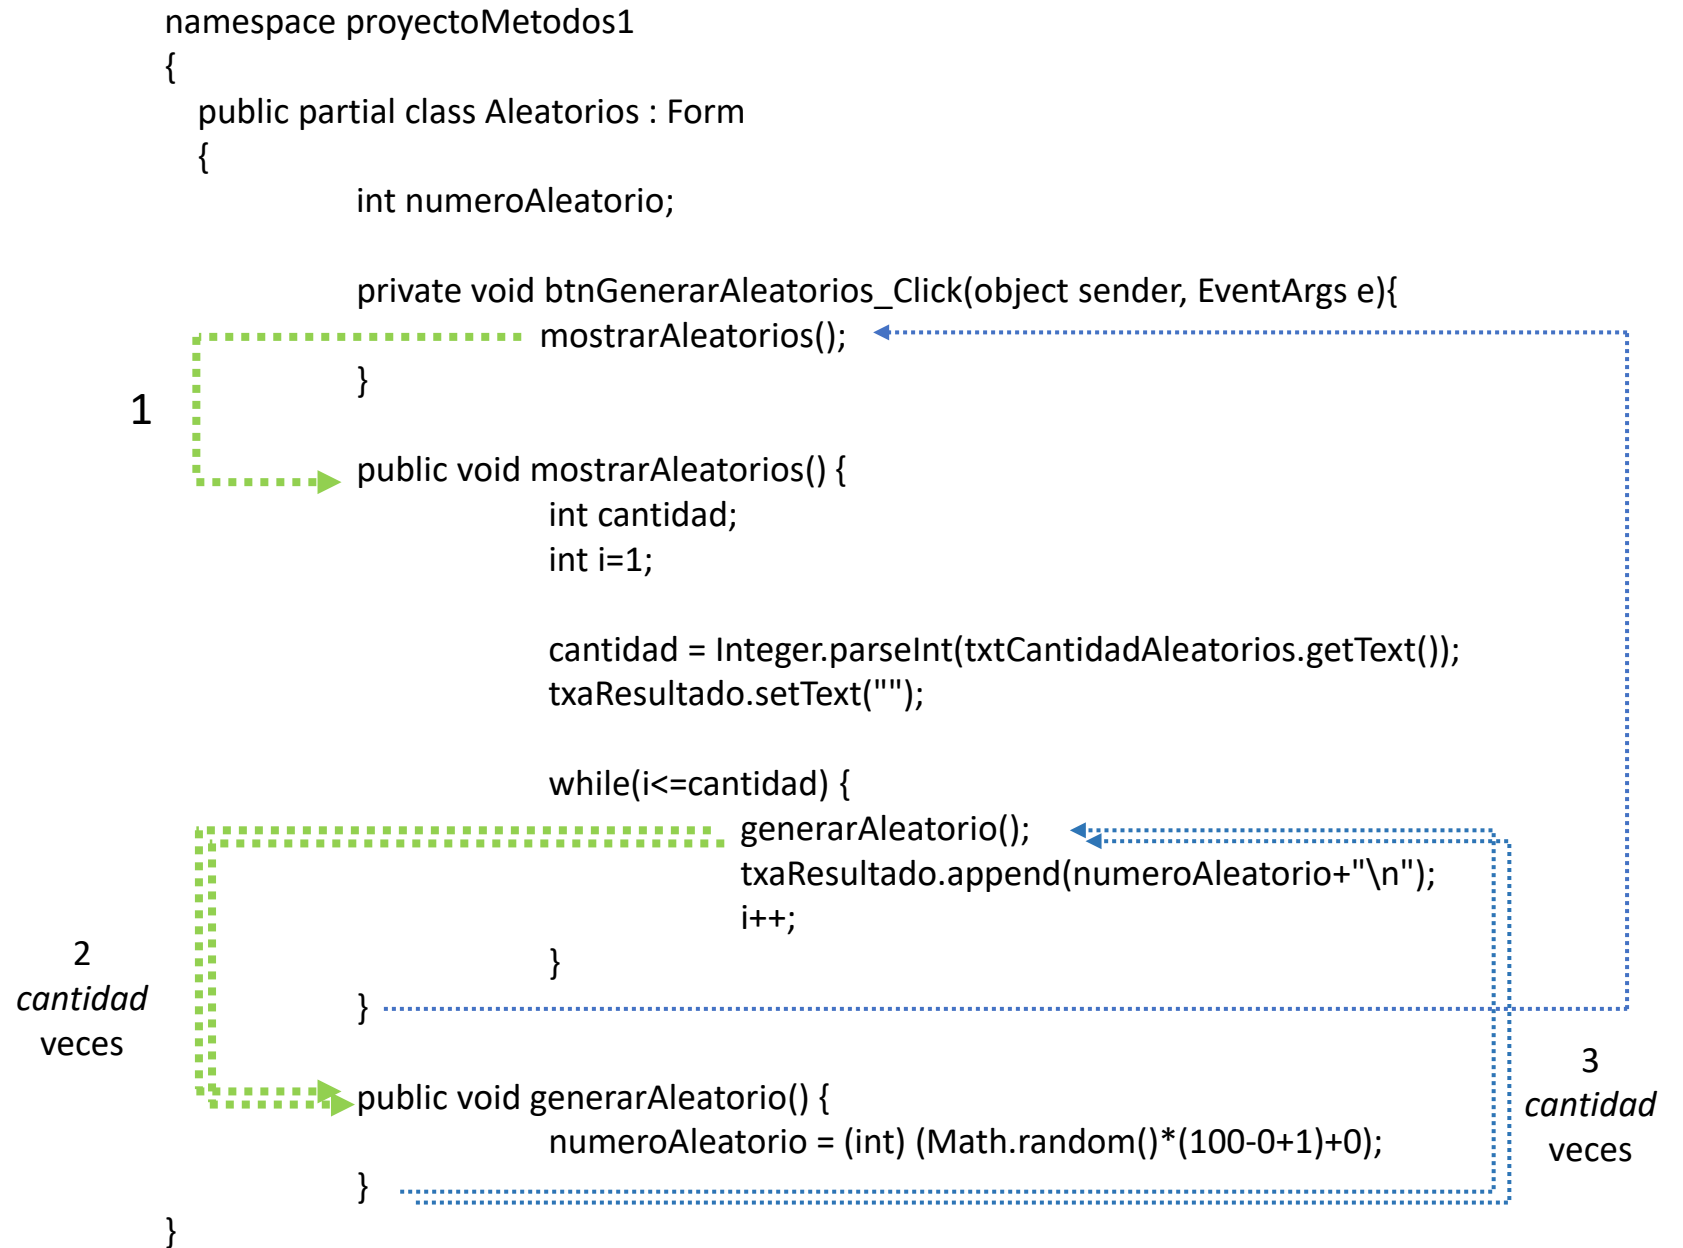 namespace proyectoMetodos1
{
public partial class Aleatorios : Form
{
int numeroAleatorio;
private void btnGenerarAleatorios_Click(object sender, EventArgs e){
mostrarAleatorios();
}
1
public void mostrarAleatorios() {
int cantidad;
int i=1;
cantidad = Integer.parseInt(txtCantidadAleatorios.getText());
txaResultado.setText("");
while(i<=cantidad) {
generarAleatorio();
txaResultado.append(numeroAleatorio+"\n");
i++;
}
}
2
cantidad
veces
public void generarAleatorio() {
numeroAleatorio = (int) (Math.random()*(100-0+1)+0);
}
}
3
cantidad
veces